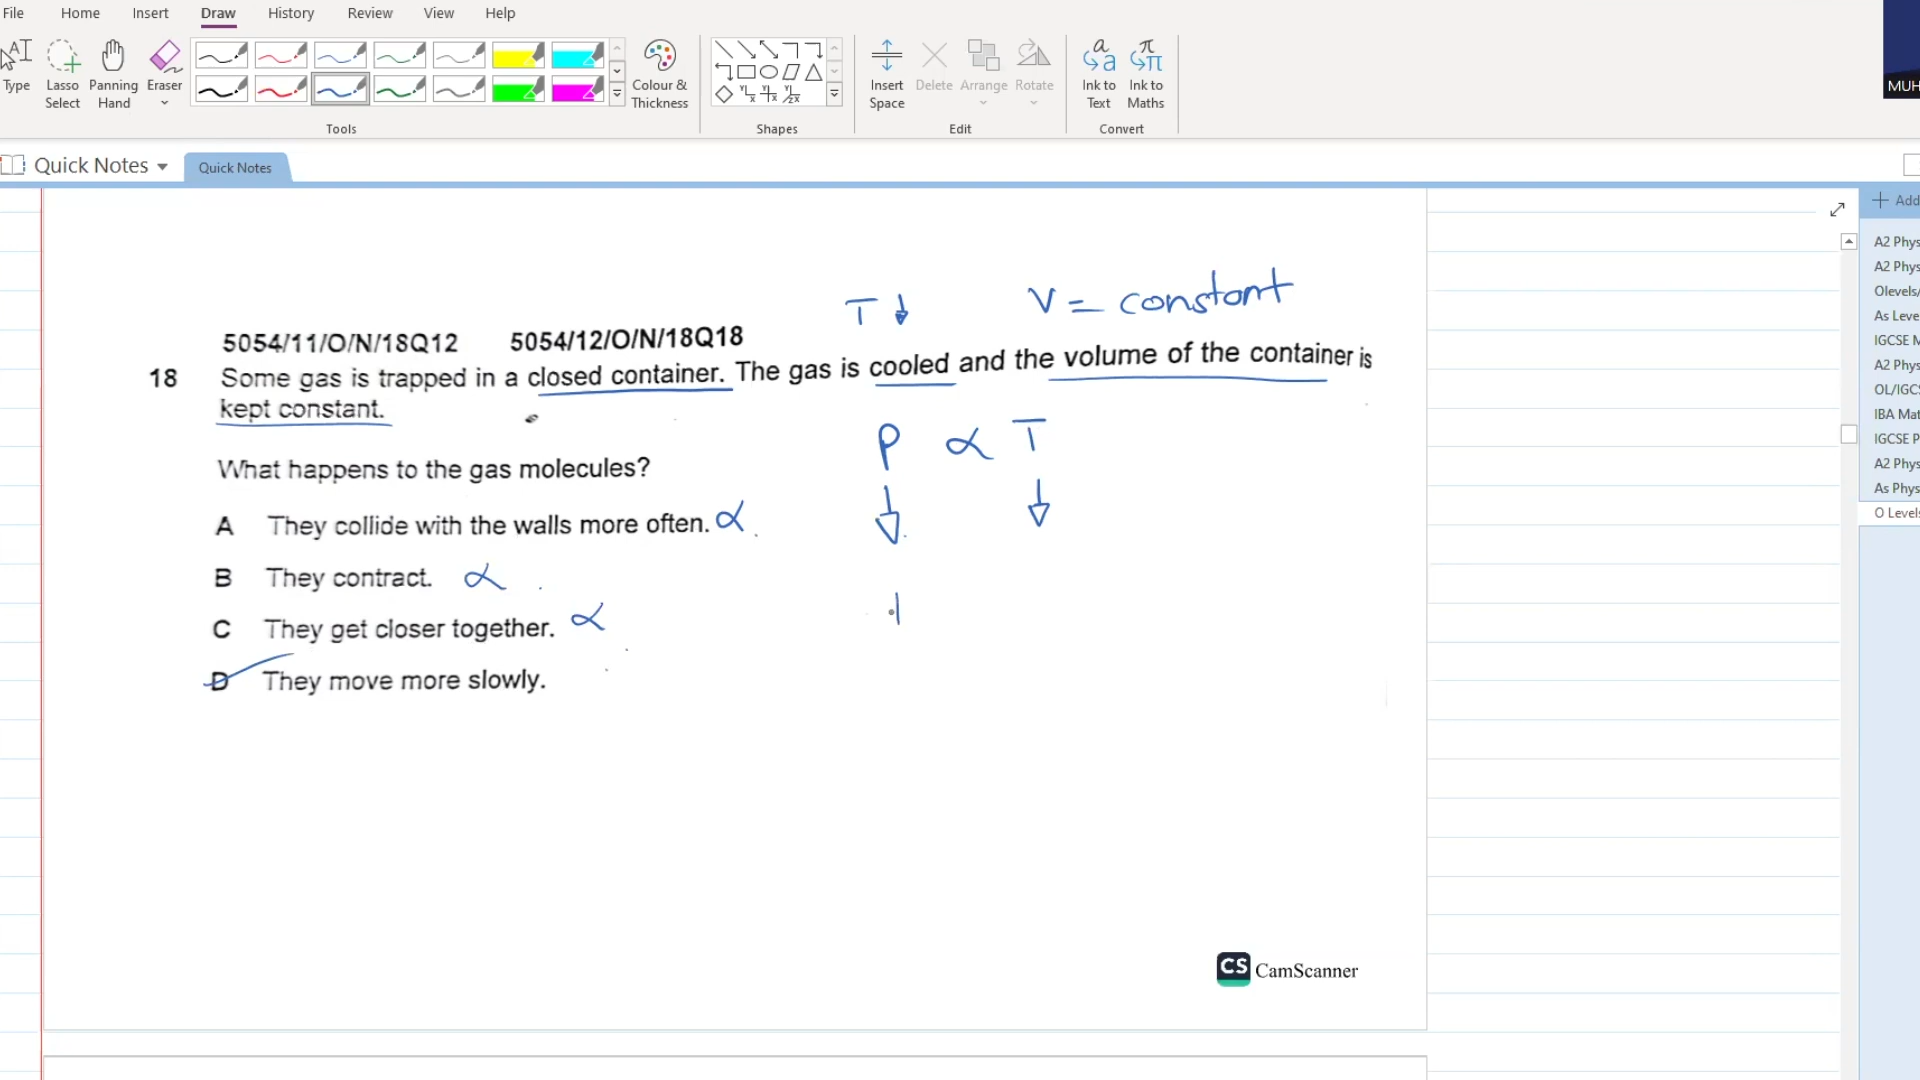 File Home Insert Draw History Review View Help
Type Lasso Select Panning Hand Eraser Colour & Thickness Insert Space Delete Arrange Rotate Ink to Text Ink to Maths
Tools Shapes Edit Convert
MUH
Quick Notes Quick Notes
Add
A2 Phys
A2 Phys
Olevels/
As Leve
IGCSE M
A2 Phys
OL/IGCS
IBA Mat
IGCSE P
A2 Phys
As Phys
O Levels
T ↓ V = constant
5054/11/O/N/18Q12 5054/12/O/N/18Q18
18 Some gas is trapped in a closed container. The gas is cooled and the volume of the container is
kept constant.
P ∝ T
↓ ↓
What happens to the gas molecules?
A They collide with the walls more often.
B They contract.
C They get closer together.
D They move more slowly.
CS CamScanner